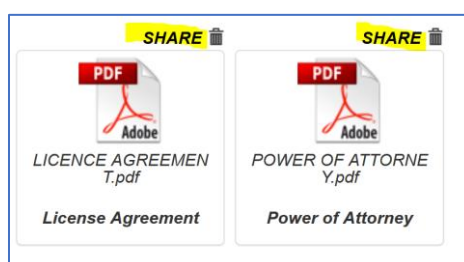 SHARE SHARE
PDF PDF
Adobe Adobe
LICENCE AGREEMEN POWER OF ATTORNE
T.pdf Y.pdf
License Agreement Power of Attorney